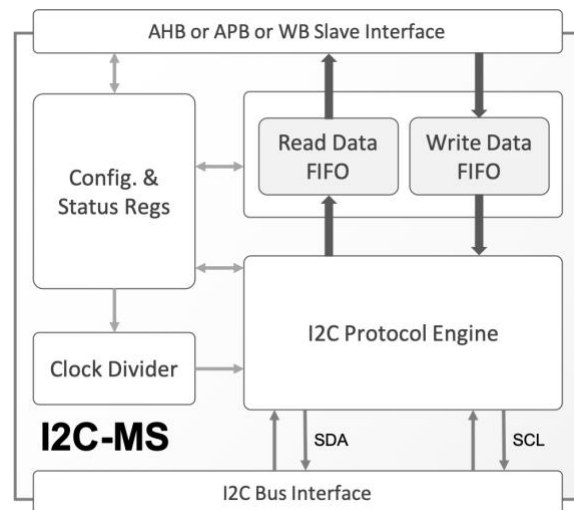 AHB or APB or WB Slave Interface
Read Data
FIFO
Write Data
FIFO
Config. &
Status Regs
I2C Protocol Engine
Clock Divider
I2C-MS
SDA
SCL
I2C Bus Interface